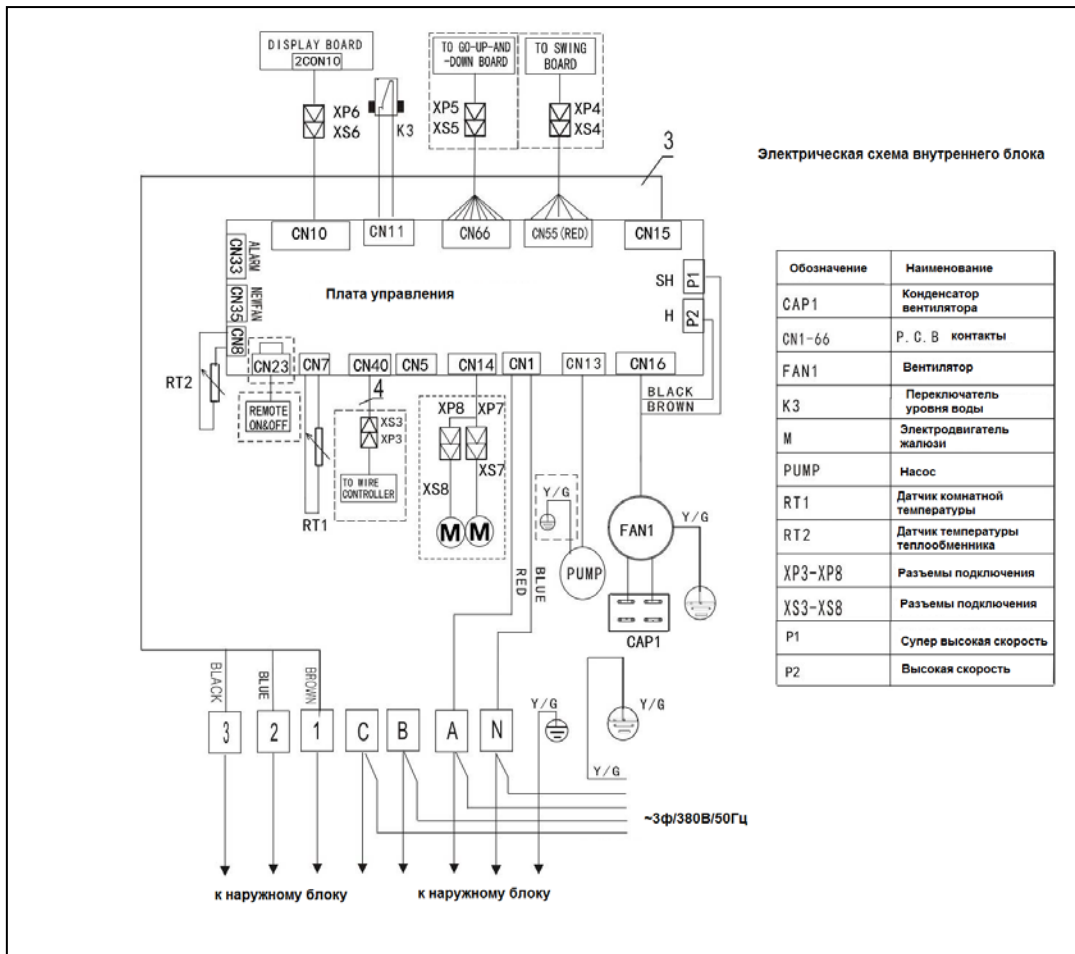 DISPLAY BOARD
2CON10
TO GO-UP-AND
-DOWN BOARD
TO SWING
BOARD
XP6
XS6
K3
XP5
XS5
XP4
XS4
3
Электрическая схема внутреннего блока
CN10
CN11
CN66
CN55(RED)
CN15
ALARM
CN33
NEWFAN
CN35
CN8
Плата управления
SH
P1
H
P2
CN23
CN7
CN40
CN5
CN14
CN1
CN13
CN16
BLACK
BROWN
RT2
REMOTE
ON&OFF
4
XS3
XP3
TO WIRE
CONTROLLER
RT1
XP8
XP7
XS7
XS8
M
M
Y/G
PUMP
FAN1
Y/G
CAP1
RED
BLUE
Обозначение
Наименование
CAP1
Конденсатор
вентилятора
CN1-66
P.C.B контакты
FAN1
Вентилятор
K3
Переключатель
уровня воды
M
Электродвигатель
жалюзи
PUMP
Насос
RT1
Датчик комнатной
температуры
RT2
Датчик температуры
теплообменника
XP3-XP8
Разъемы подключения
XS3-XS8
Разъемы подключения
P1
Супер высокая скорость
P2
Высокая скорость
BLACK
BLUE
BROWN
3
2
1
C
B
A
N
Y/G
Y/G
Y/G
~3ф/380В/50Гц
к наружному блоку
к наружному блоку